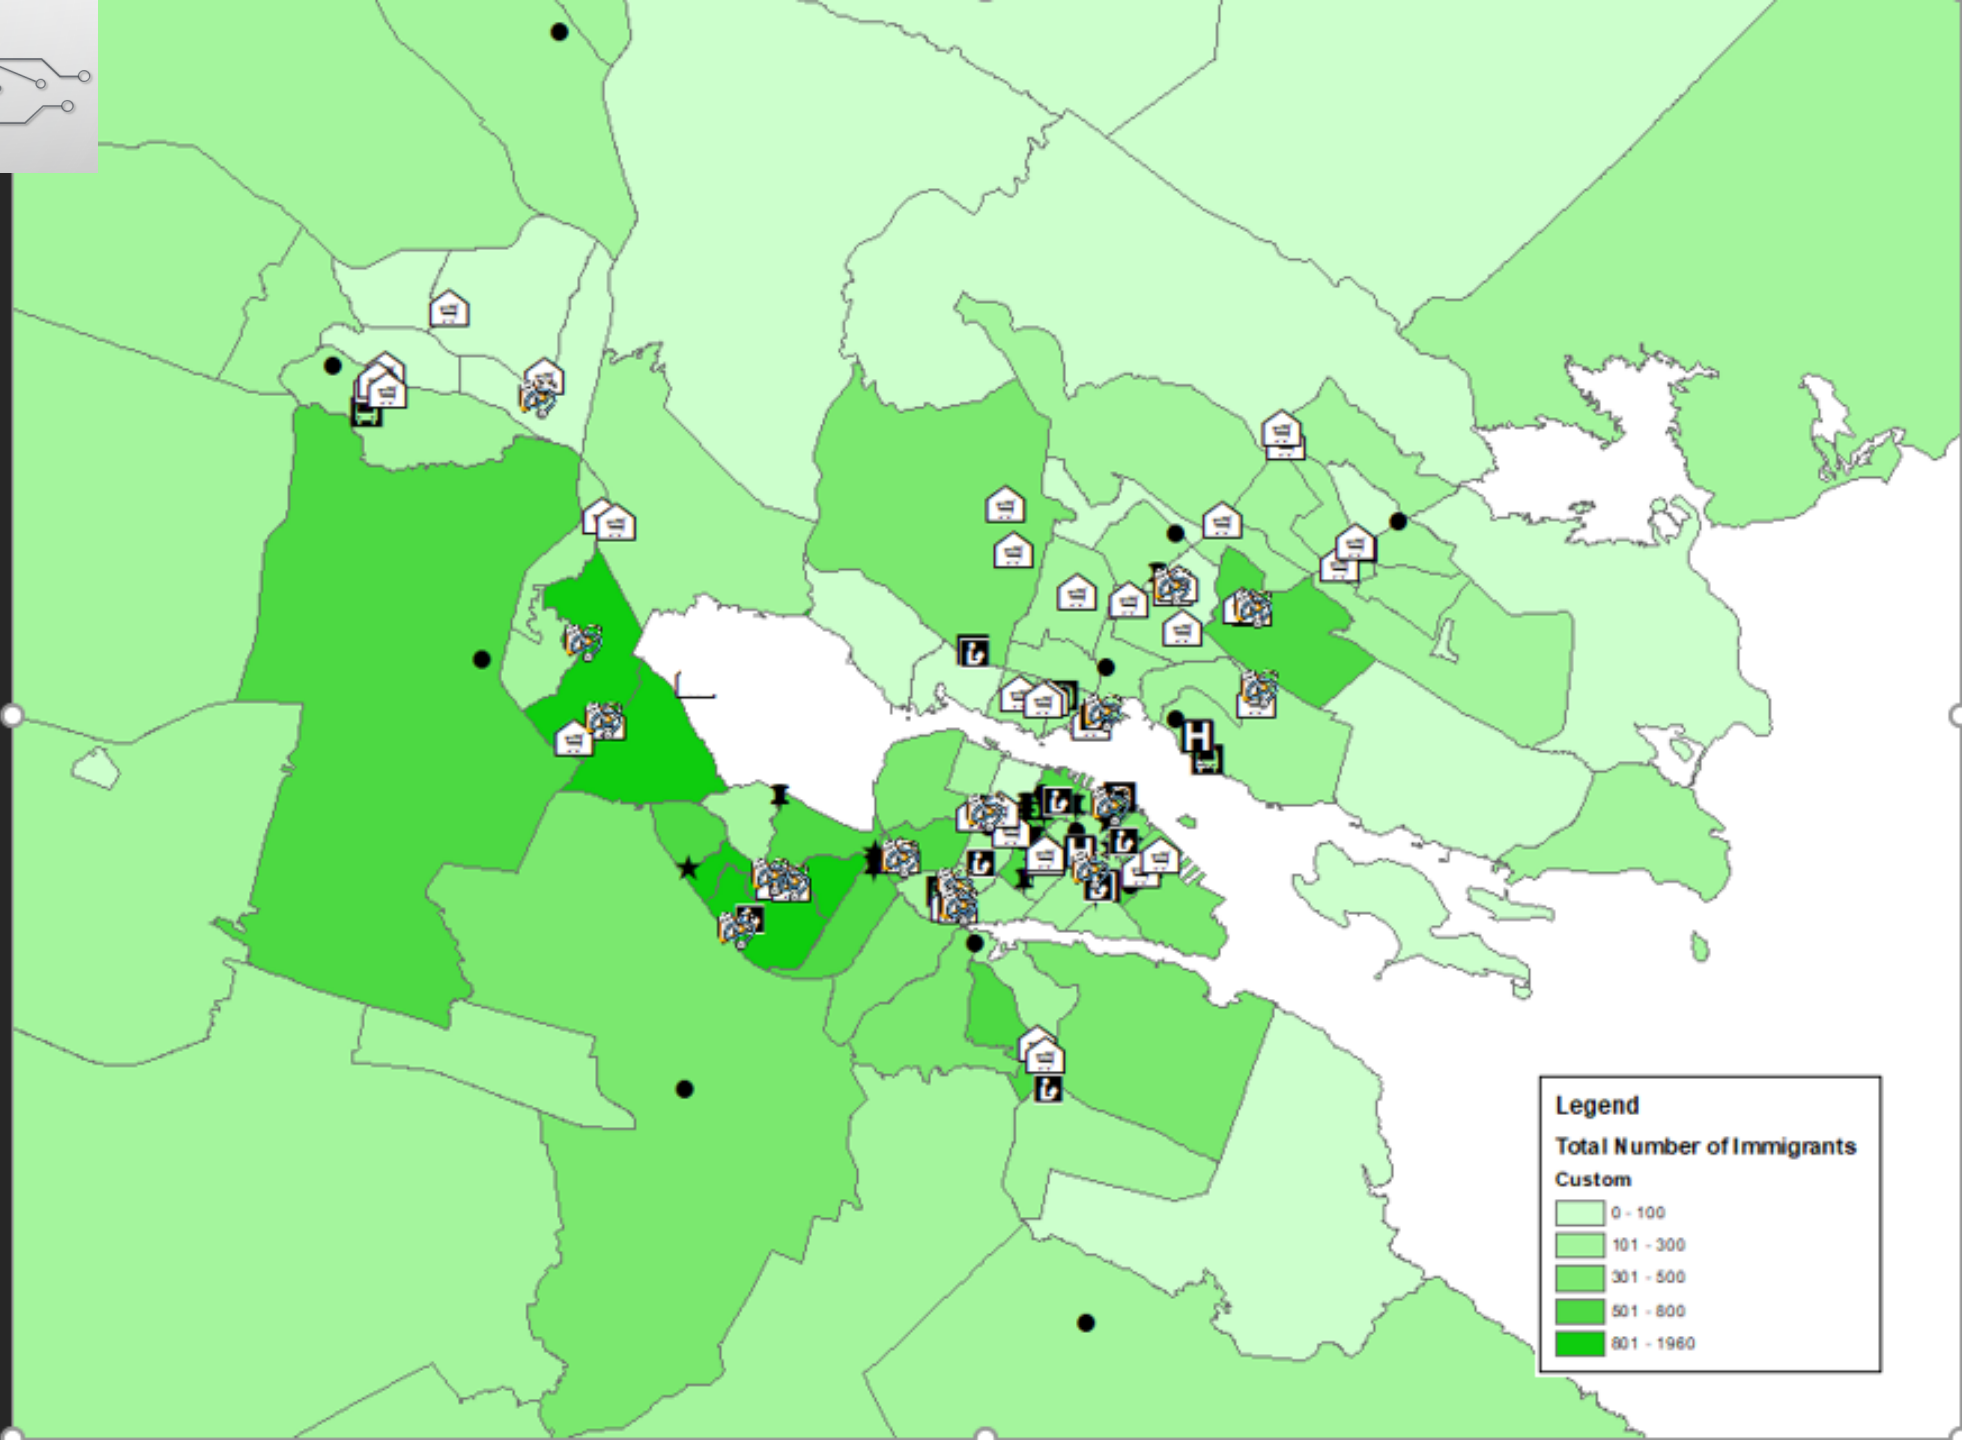 H
H
Legend
Total Number of Immigrants
Custom
0 - 100
101 - 300
301 - 500
501 - 800
801 - 1960